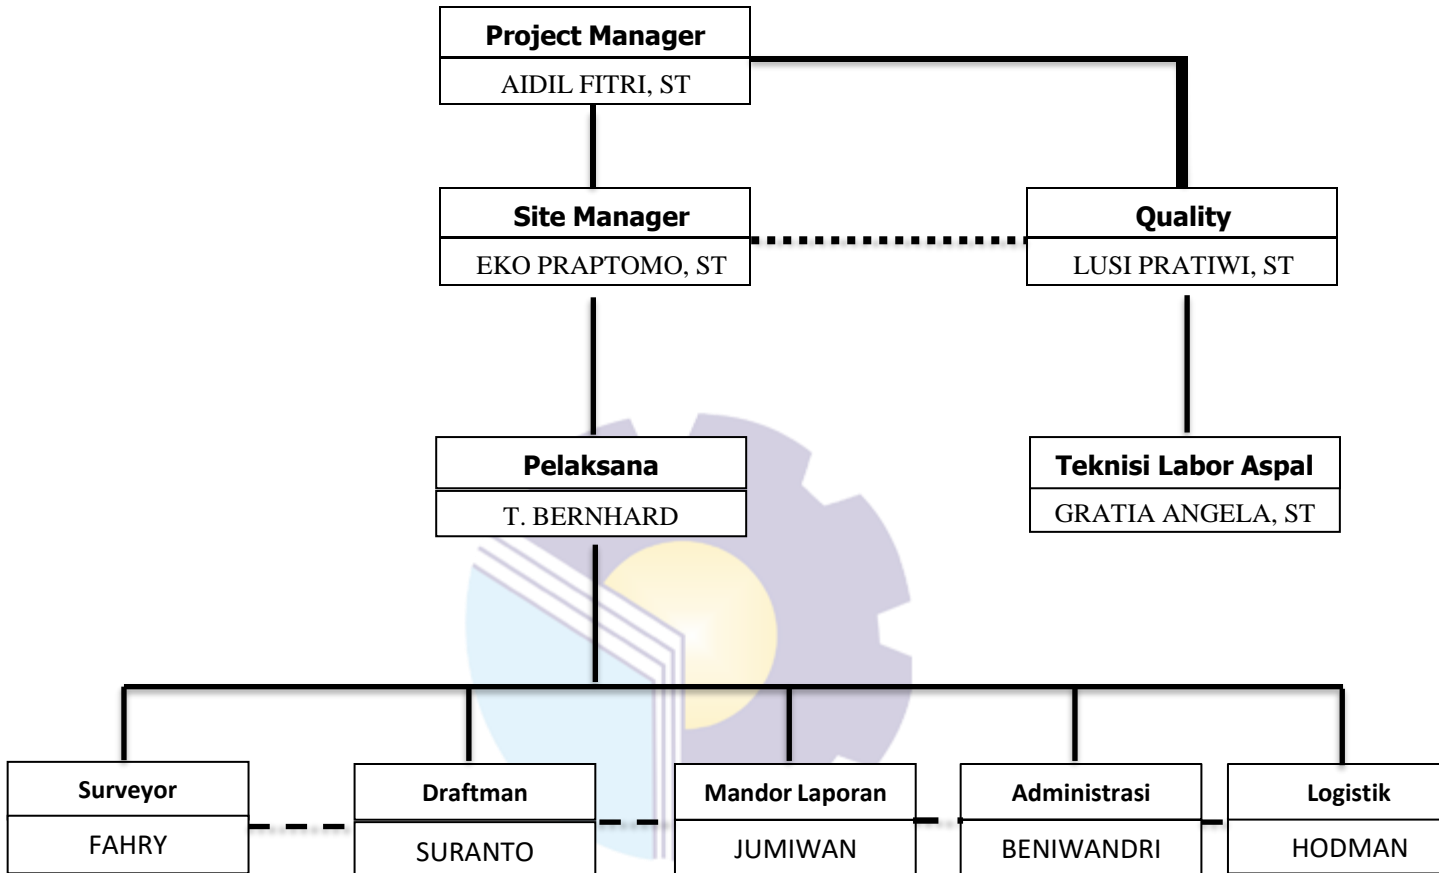 Project Manager
AIDIL FITRI, ST
Site Manager
EKO PRAPTOMO, ST
Quality
LUSI PRATIWI, ST
Pelaksana
T. BERNHARD
Teknisi Labor Aspal
GRATIA ANGELA, ST
Surveyor
FAHRY
Draftman
SURANTO
Mandor Laporan
JUMIWAN
Administrasi
BENIWANDRI
Logistik
HODMAN